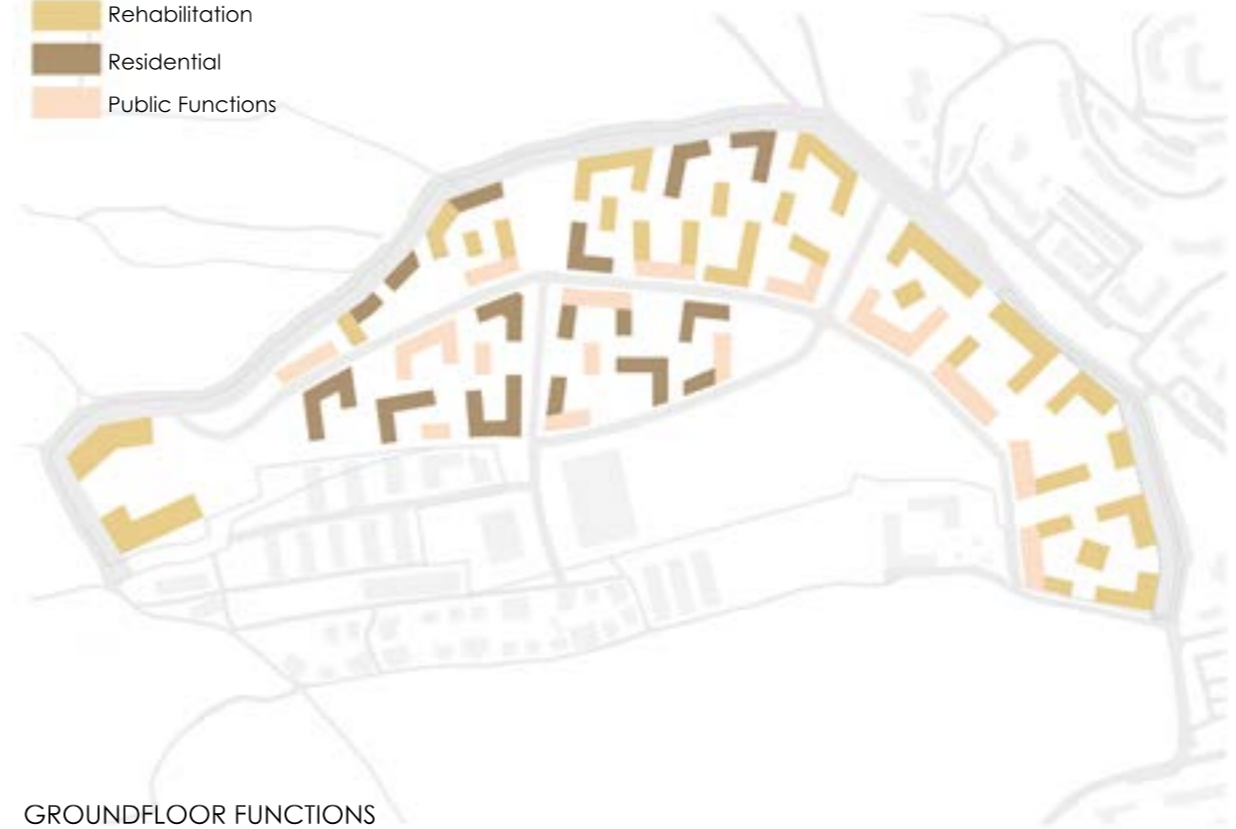 Rehabilitation
Residential
Public Functions
GROUNDFLOOR FUNCTIONS